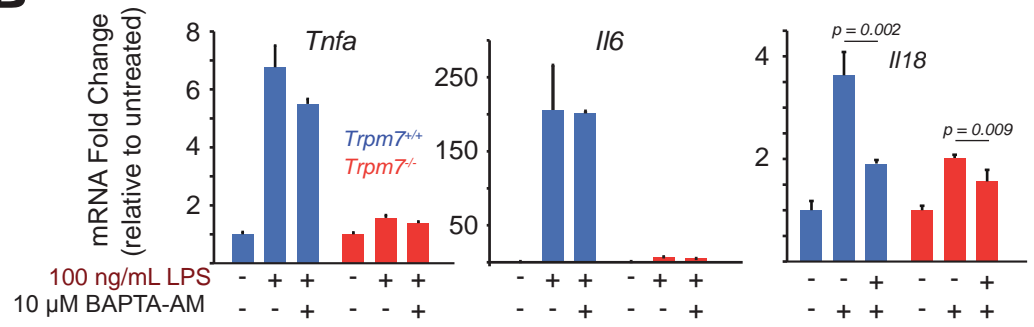 B
mRNA Fold Change
(relative to untreated)
8
6
4
2
Tnfa
Trpm7+/+
Trpm7-/-
250
150
50
Il6
4
2
p = 0.002
Il18
p = 0.009
100 ng/mL LPS - + + - + + - + + - + + - - + - - +
10 µM BAPTA-AM - - + - - + - - + - - + - + + - + +